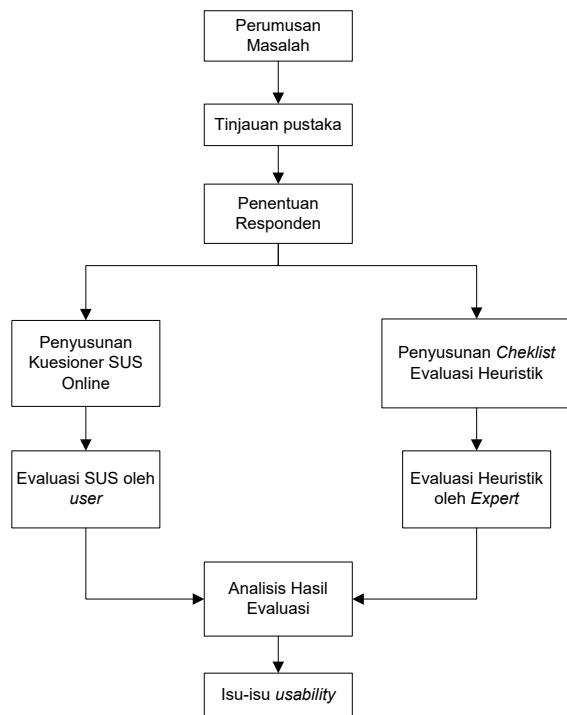 Perumusan
Masalah
Tinjauan pustaka
Penentuan
Responden
Penyusunan
Kuesioner SUS
Online
Penyusunan Cheklist
Evaluasi Heuristik
Evaluasi SUS oleh
user
Evaluasi Heuristik
oleh Expert
Analisis Hasil
Evaluasi
Isu-isu usability